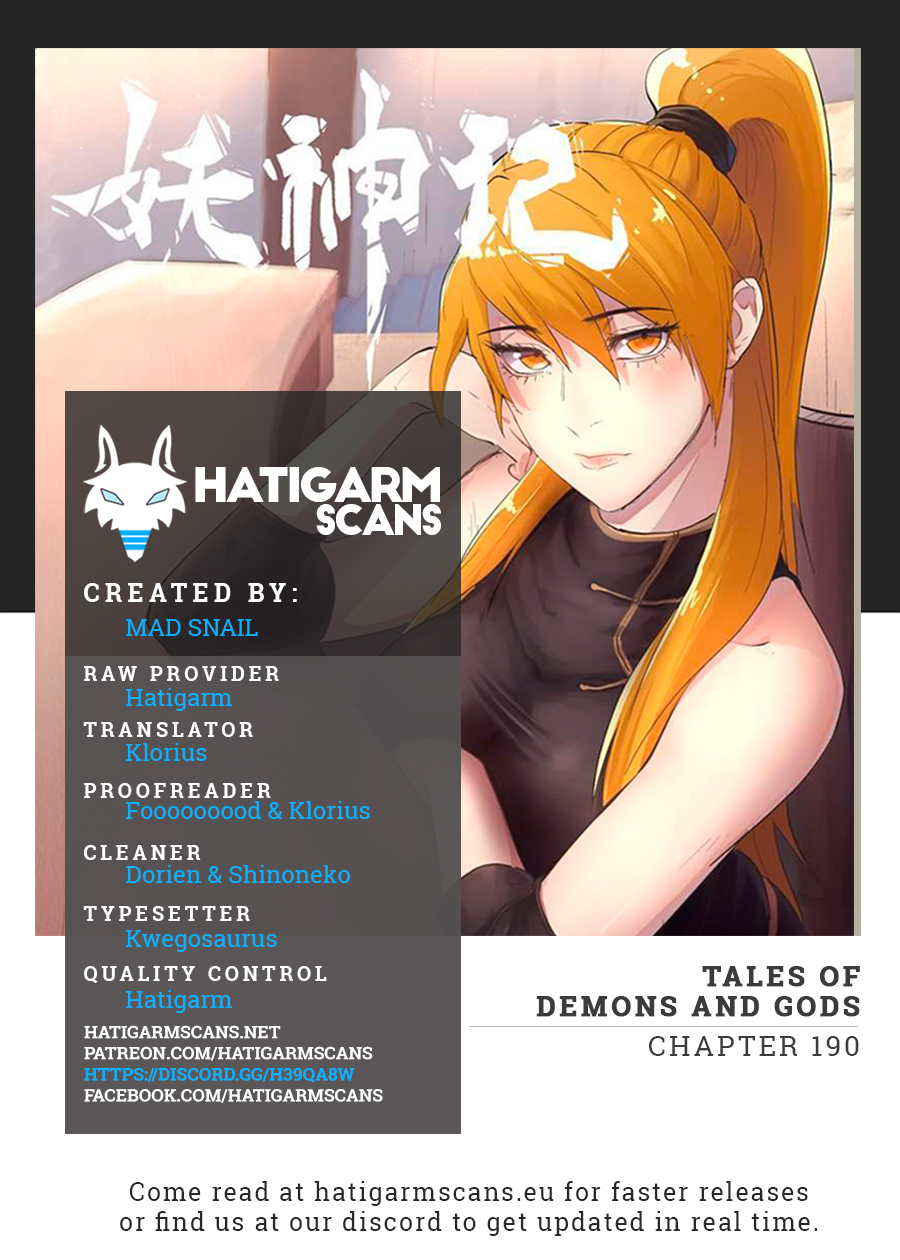 妖神记
HATIGARM
SCANS
CREATED BY:
MAD SNAIL
RAW PROVIDER
Hatigarm
TRANSLATOR
Klorius
PROOFREADER
Fooooooood & Klorius
CLEANER
Dorien & Shinoneko
TYPESETTER
Kwegosaurus
QUALITY CONTROL
Hatigarm
HATIGARMSCANS.NET
PATREON.COM/HATIGARMSCANS
HTTPS://DISCORD.GG/H39QA8W
FACEBOOK.COM/HATIGARMSCANS
TALES OF
DEMONS AND GODS
CHAPTER 190
Come read at hatigarmscans.eu for faster releases
or find us at our discord to get updated in real time.